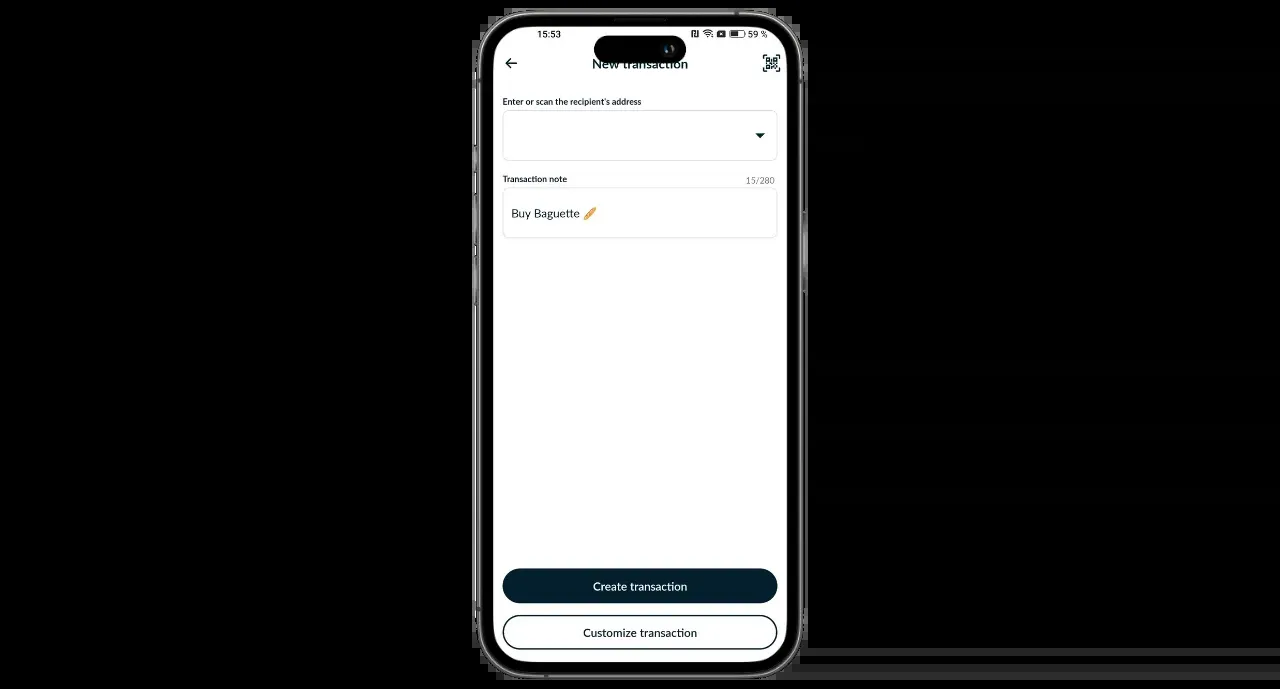 15:53
59 %
New transaction
Enter or scan the recipient's address
Transaction note
15/280
Buy Baguette 🥖
Create transaction
Customize transaction